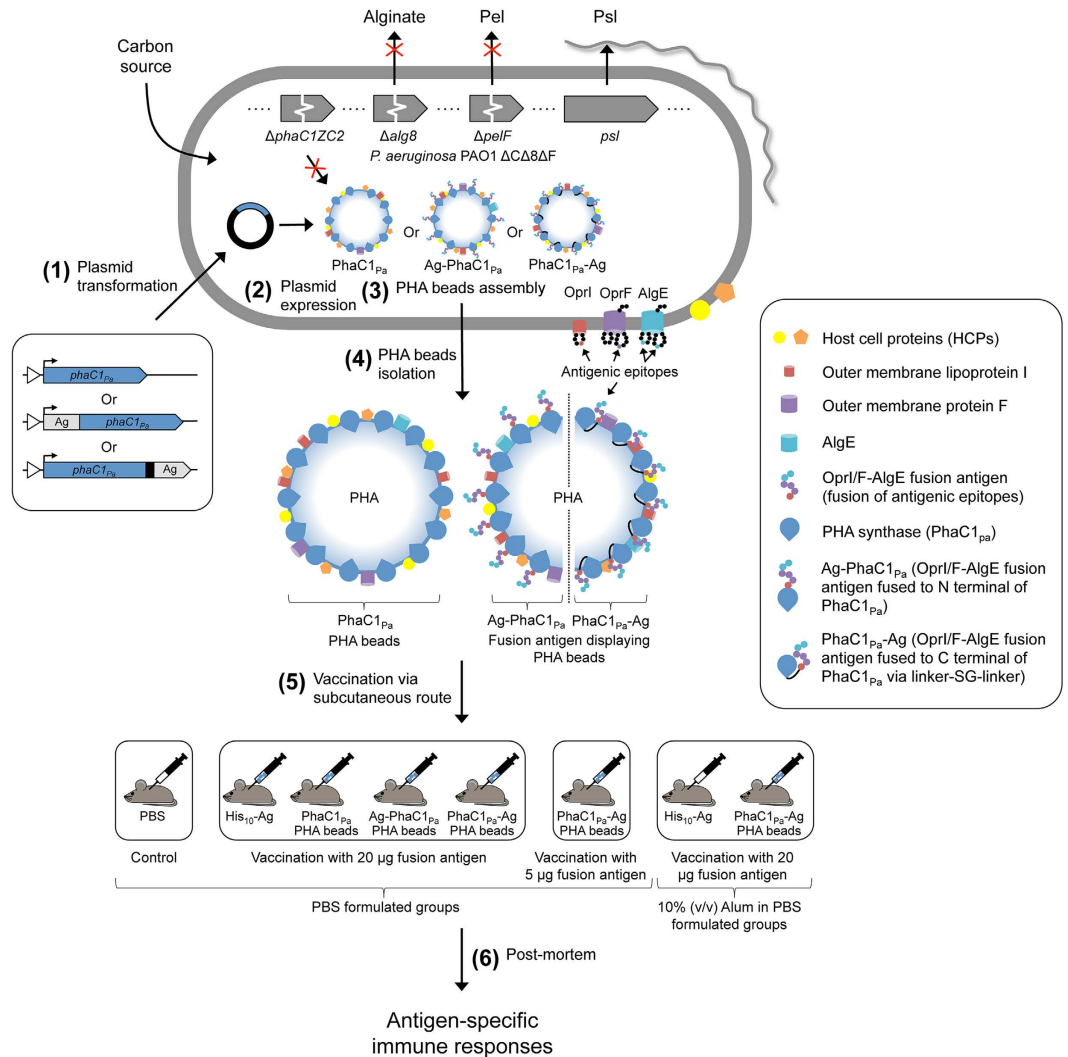 Alginate
Pel
Psl
Carbon
source
ΔphaC1ZC2
Δalg8
ΔpelF
psl
P. aeruginosa PAO1 ΔCΔ8ΔF
PhaC1Pa
Or
Ag-PhaC1Pa
Or
PhaC1Pa-Ag
(1) Plasmid
transformation
(2) Plasmid
expression
(3) PHA beads assembly
OprI
OprF
AlgE
phaC1Pa
Or
Ag
phaC1Pa
Or
phaC1Pa
Ag
(4) PHA beads
isolation
Antigenic epitopes
PHA
PHA
PhaC1Pa
PHA beads
Ag-PhaC1Pa
PhaC1Pa-Ag
Fusion antigen displaying
PHA beads
Host cell proteins (HCPs)
Outer membrane lipoprotein I
Outer membrane protein F
AlgE
OprI/F-AlgE fusion antigen
(fusion of antigenic epitopes)
PHA synthase (PhaC1pa)
Ag-PhaC1Pa (OprI/F-AlgE fusion
antigen fused to N terminal of
PhaC1Pa)
PhaC1Pa-Ag (OprI/F-AlgE fusion
antigen fused to C terminal of
PhaC1Pa via linker-SG-linker)
(5) Vaccination via
subcutaneous route
PBS
His10-Ag
PhaC1Pa
PHA beads
Ag-PhaC1Pa
PHA beads
PhaC1Pa-Ag
PHA beads
PhaC1Pa-Ag
PHA beads
His10-Ag
PhaC1Pa-Ag
PHA beads
Control
Vaccination with 20 µg fusion antigen
Vaccination with
5 µg fusion antigen
Vaccination with 20
µg fusion antigen
PBS formulated groups
10% (v/v) Alum in PBS
formulated groups
(6) Post-mortem
Antigen-specific
immune responses